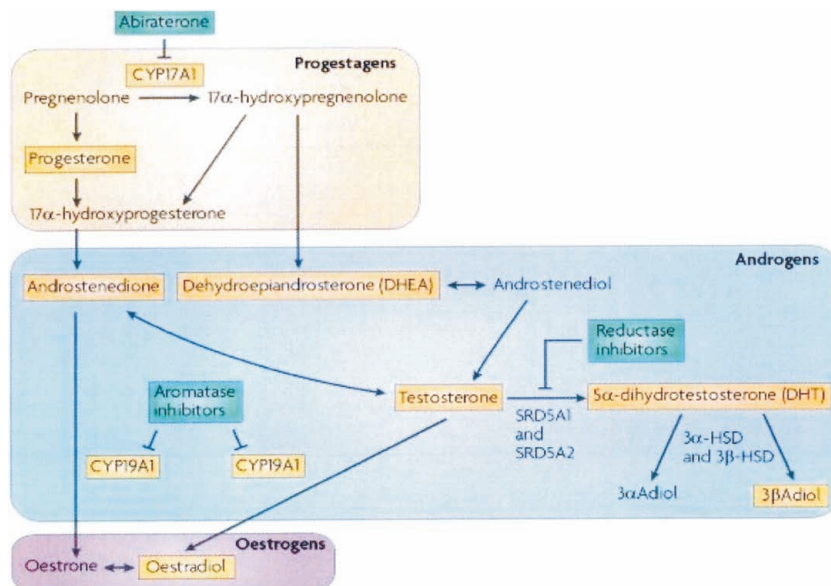 Abiraterone
Progestagens
CYP17A1
Pregnenolone
17α-hydroxypregnenolone
Progesterone
17α-hydroxyprogesterone
Androgens
Androstenedione
Dehydroepiandrosterone (DHEA)
Androstenediol
Reductase
inhibitors
Aromatase
inhibitors
Testosterone
5α-dihydrotestosterone (DHT)
SRD5A1
and
SRD5A2
3α-HSD
and 3β-HSD
CYP19A1
CYP19A1
3αAdiol
3βAdiol
Oestrogens
Oestrone
Oestradiol